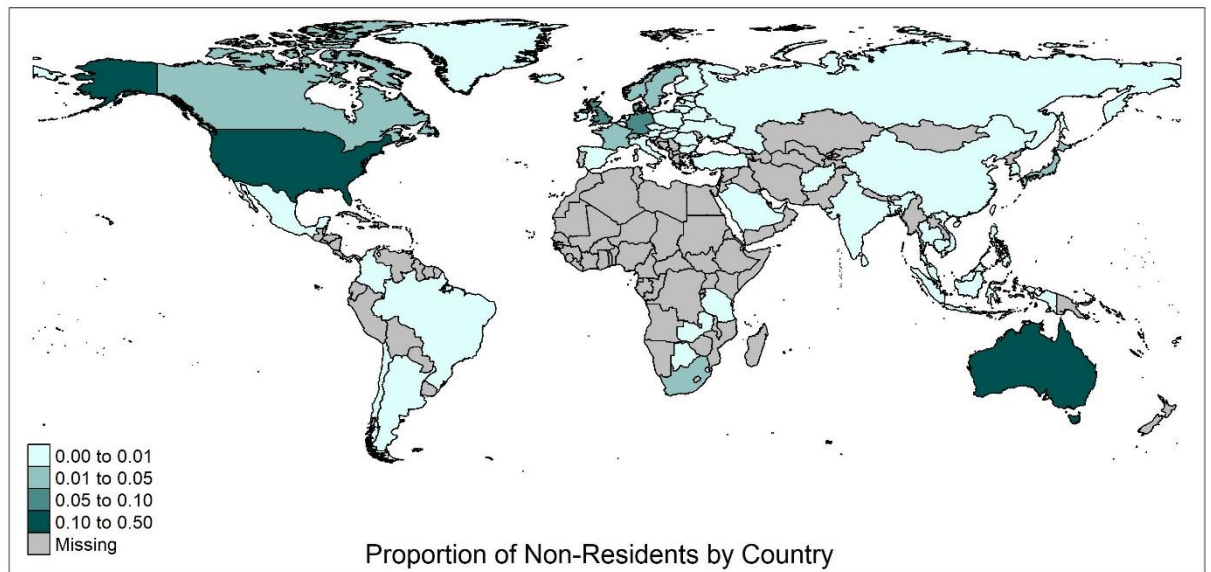 0.00 to 0.01
0.01 to 0.05
0.05 to 0.10
0.10 to 0.50
Missing
Proportion of Non-Residents by Country